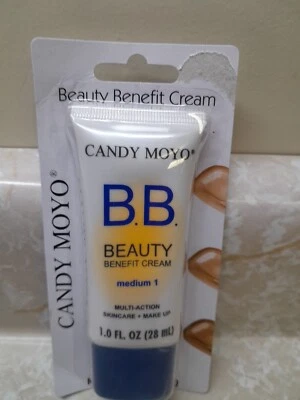 Beauty Benefit Cream
CANDY MOYO®
CANDY MOYO®
B.B.
BEAUTY
BENEFIT CREAM
medium 1
MULTI-ACTION
SKINCARE + MAKE UP
1.0 FL. OZ (28 mL)